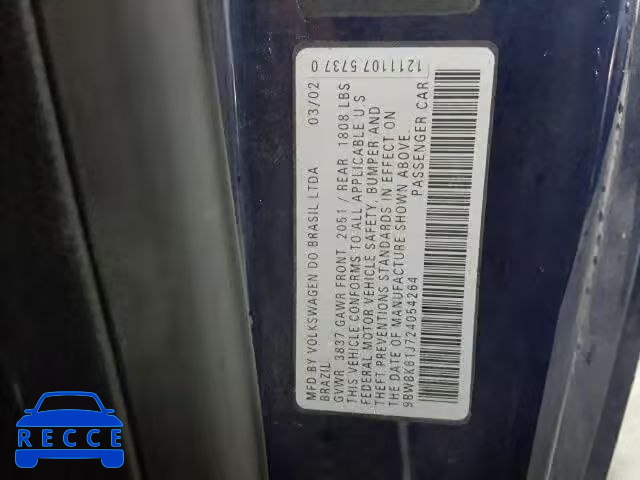 MFD BY VOLKSWAGEN DO BRASIL LTDA 03/02
BRAZIL
GVWR 3837 GAWR FRONT 2051 / REAR 1808 LBS
THIS VEHICLE CONFORMS TO ALL APPLICABLE U.S
FEDERAL MOTOR VEHICLE SAFETY, BUMPER AND
THEFT PREVENTIONS STANDARDS IN EFFECT ON
THE DATE OF MANUFACTURE SHOWN ABOVE.
9BWBK61J724054264 PASSENGER CAR
1211107 5737 0
RECCE